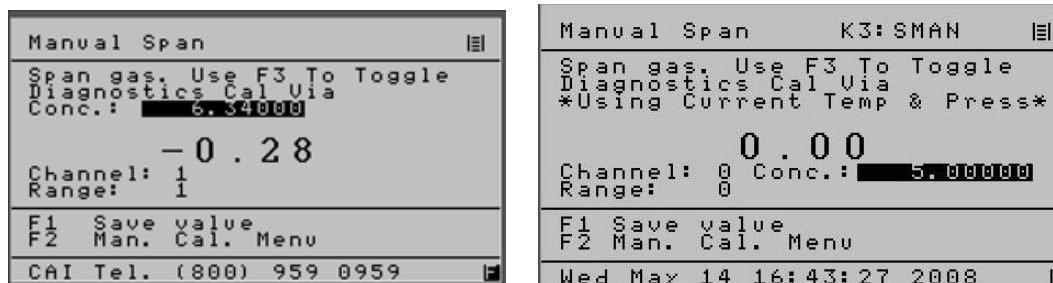 Manual Span
Span gas. Use F3 To Toggle
Diagnostics Cal Via
Conc.: 6.34000
-0.28
Channel: 1
Range: 1
F1 Save value
F2 Man. Cal. Menu
CAI Tel. (800) 959 0959
Manual Span K3:SMAN
Span gas. Use F3 To Toggle
Diagnostics Cal Via
*Using Current Temp & Press*
0.00
Channel: 0 Conc.: 5.00000
Range: 0
F1 Save value
F2 Man. Cal. Menu
Wed May 14 16:43:27 2008